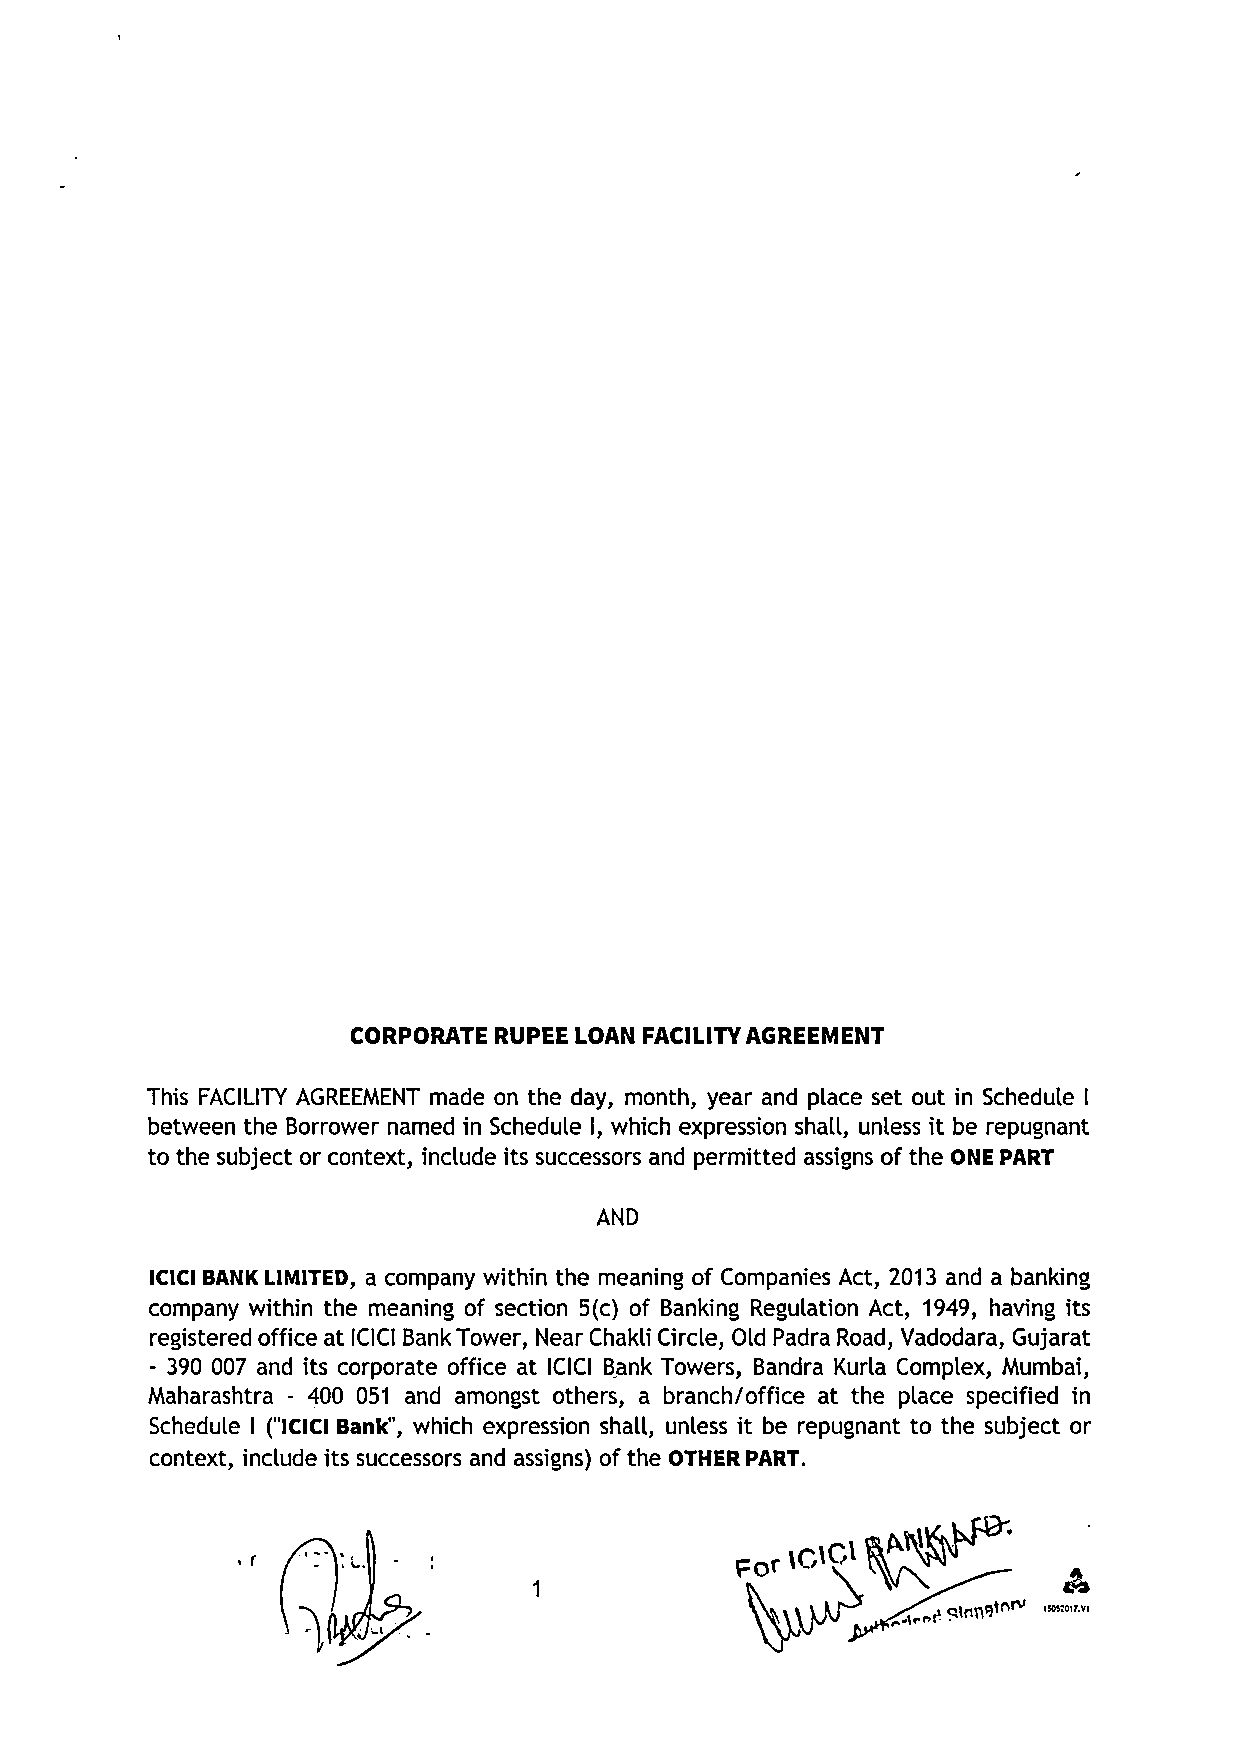 CORPORATE RUPEE LOAN FACILITY AGREEMENT
This FACILITY AGREEMENT made on the day, month, year and place set out in Schedule I
between the Borrower named in Schedule I, which expression shall, unless it be repugnant
to the subject or context, include its successors and permitted assigns of the ONE PART
AND
ICICI BANK LIMITED, a company within the meaning of Companies Act, 2013 and a banking
company within the meaning of section 5(c) of Banking Regulation Act, 1949, having its
registered office at ICICI Bank Tower, Near Chakli Circle, Old Padra Road, Vadodara, Gujarat
- 390 007 and its corporate office at ICICI Bank Towers, Bandra Kurla Complex, Mumbai,
Maharashtra - 400 051 and amongst others, a branch/office at the place specified in
Schedule I ("ICICI Bank", which expression shall, unless it be repugnant to the subject or
context, include its successors and assigns) of the OTHER PART.
For ICICI BANK LTD.
Authorised Signatory
1
15052017.V1